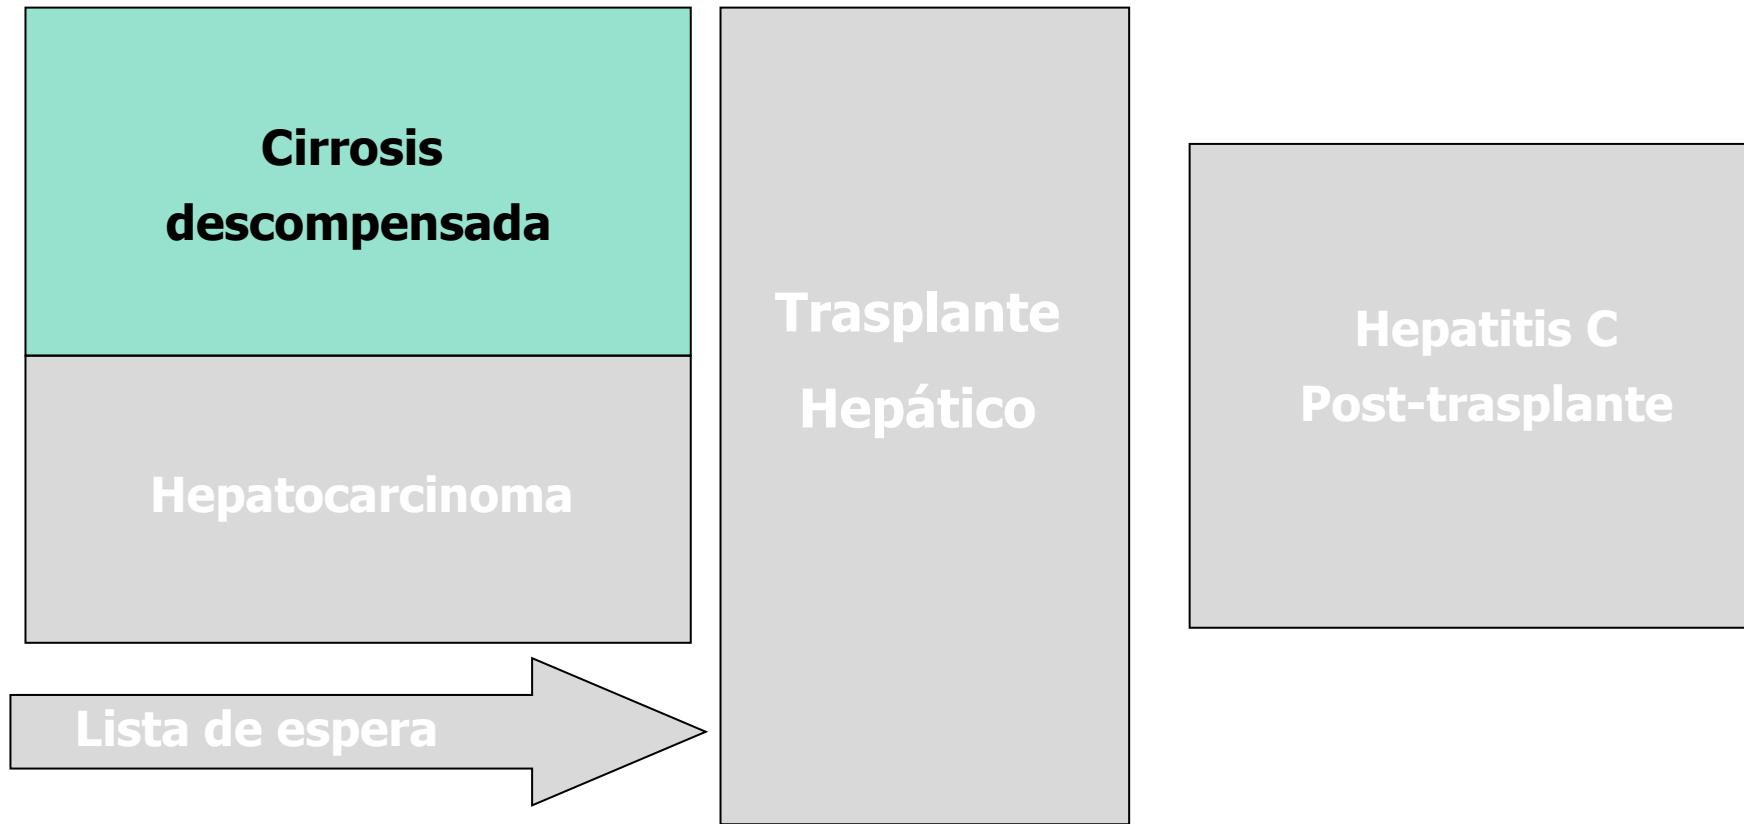 Cirrosis
descompensada
Hepatocarcinoma
Lista de espera
Trasplante
Hepático
Hepatitis C
Post-trasplante